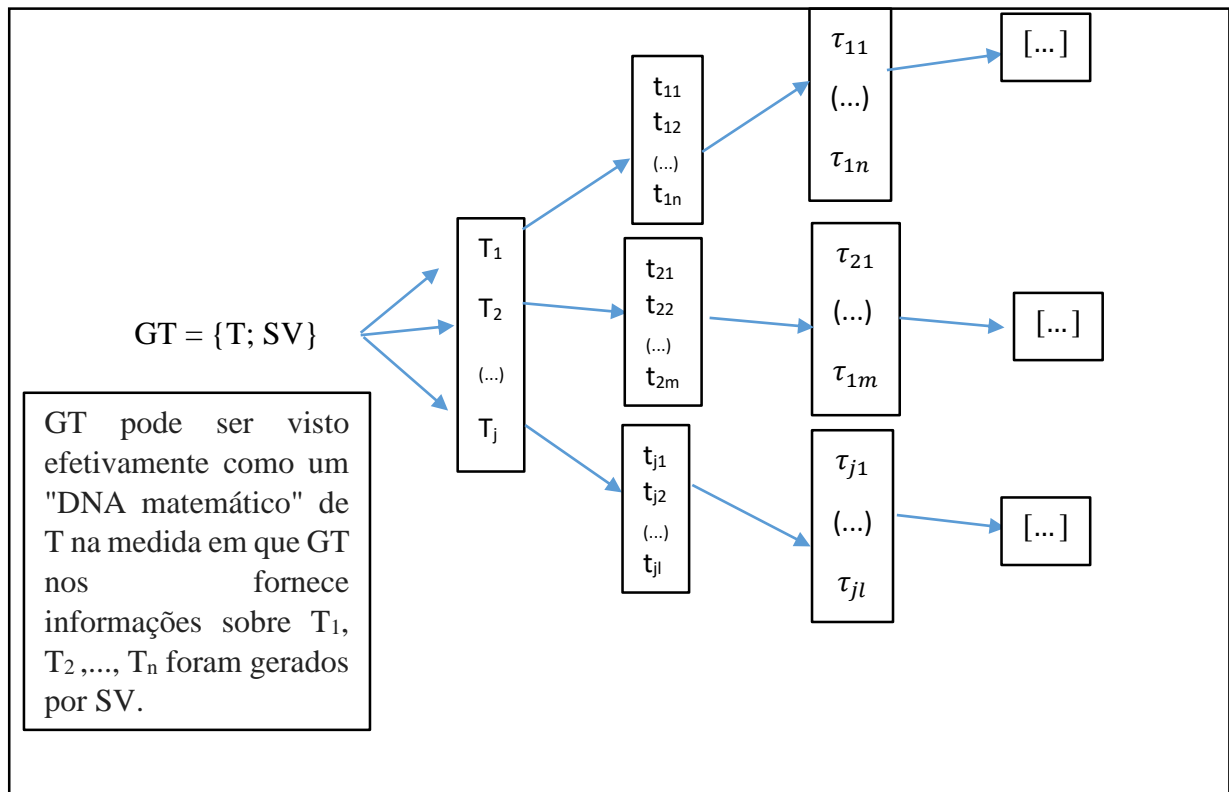 GT = {T; SV}
GT pode ser visto
efetivamente como um
"DNA matemático" de
T na medida em que GT
nos fornece
informações sobre T₁,
T₂ ,..., Tₙ foram gerados
por SV.
T₁
T₂
(...)
Tⱼ
t₁₁
t₁₂
(...)
t₁ₙ
t₂₁
t₂₂
(...)
t₂ₘ
tⱼ₁
tⱼ₂
(...)
tⱼₗ
τ₁₁
(...)
τ₁ₙ
τ₂₁
(...)
τ₁ₘ
τⱼ₁
(...)
τⱼₗ
[...]
[...]
[...]